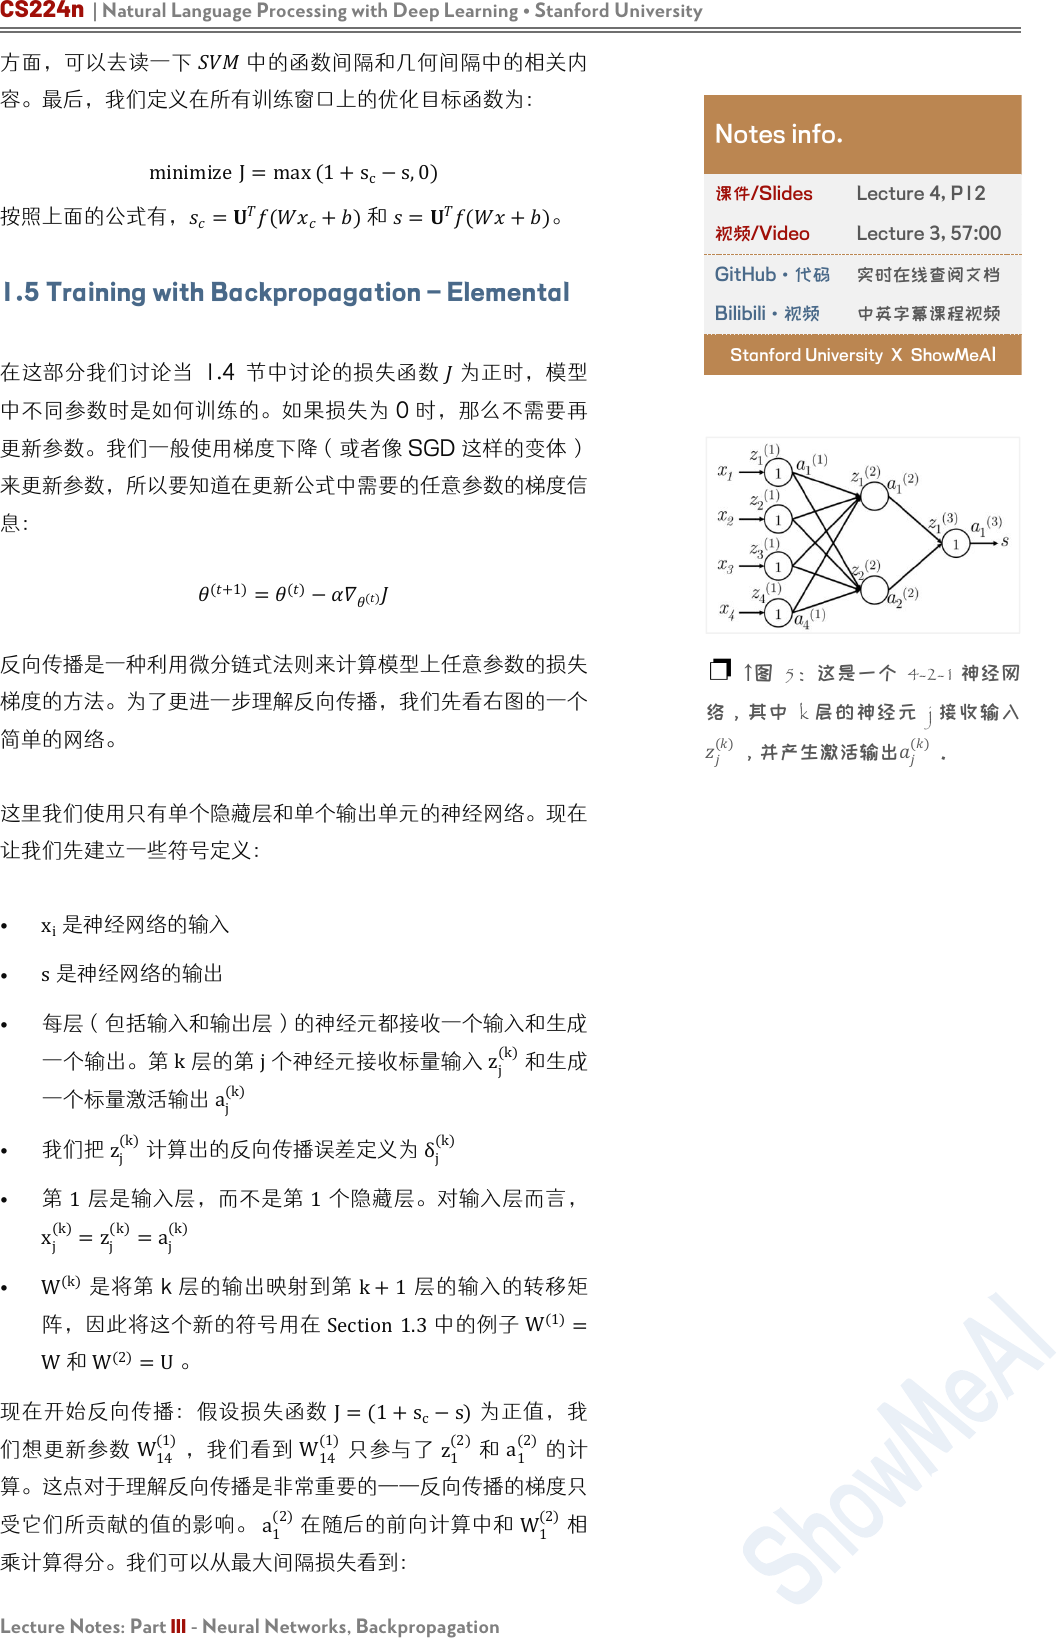 CS224n | Natural Language Processing with Deep Learning • Stanford University
方面，可以去读一下 SVM 中的函数间隔和几何间隔中的相关内
容。最后，我们定义在所有训练窗口上的优化目标函数为：
minimize J = max (1 + s_c − s, 0)
按照上面的公式有，s_c = U^T f(Wx_c + b) 和 s = U^T f(Wx + b)。
1.5 Training with Backpropagation – Elemental
在这部分我们讨论当 1.4 节中讨论的损失函数 J 为正时，模型
中不同参数时是如何训练的。如果损失为 0 时，那么不需要再
更新参数。我们一般使用梯度下降（或者像 SGD 这样的变体）
来更新参数，所以要知道在更新公式中需要的任意参数的梯度信
息：
θ^(t+1) = θ^(t) − α∇_θ^(t) J
反向传播是一种利用微分链式法则来计算模型上任意参数的损失
梯度的方法。为了更进一步理解反向传播，我们先看右图的一个
简单的网络。
这里我们使用只有单个隐藏层和单个输出单元的神经网络。现在
让我们先建立一些符号定义：
• x_i 是神经网络的输入
• s 是神经网络的输出
• 每层（包括输入和输出层）的神经元都接收一个输入和生成
一个输出。第 k 层的第 j 个神经元接收标量输入 z_j^(k) 和生成
一个标量激活输出 a_j^(k)
• 我们把 z_j^(k) 计算出的反向传播误差定义为 δ_j^(k)
• 第 1 层是输入层，而不是第 1 个隐藏层。对输入层而言，
x_j^(k) = z_j^(k) = a_j^(k)
• W^(k) 是将第 k 层的输出映射到第 k + 1 层的输入的转移矩
阵，因此将这个新的符号用在 Section 1.3 中的例子 W^(1) =
W 和 W^(2) = U 。
现在开始反向传播：假设损失函数 J = (1 + s_c − s) 为正值，我
们想更新参数 W_14^(1) ，我们看到 W_14^(1) 只参与了 z_1^(2) 和 a_1^(2) 的计
算。这点对于理解反向传播是非常重要的——反向传播的梯度只
受它们所贡献的值的影响。 a_1^(2) 在随后的前向计算中和 W_1^(2) 相
乘计算得分。我们可以从最大间隔损失看到：
Notes info.
课件/Slides Lecture 4, P12
视频/Video Lecture 3, 57:00
GitHub • 代码 实时在线查阅文档
Bilibili • 视频 中英字幕课程视频
Stanford University X ShowMeAI
x_1 z_1^(1) 1 a_1^(1)
x_2 z_2^(1) 1
x_3 z_3^(1) 1
x_4 z_4^(1) 1 a_4^(1)
z_1^(2) a_1^(2)
z_2^(2) a_2^(2)
z_1^(3) 1 a_1^(3) s
↑图 5：这是一个 4-2-1 神经网
络，其中 k 层的神经元 j 接收输入
z_j^(k) ，并产生激活输出a_j^(k) .
ShowMeAI
Lecture Notes: Part III - Neural Networks, Backpropagation